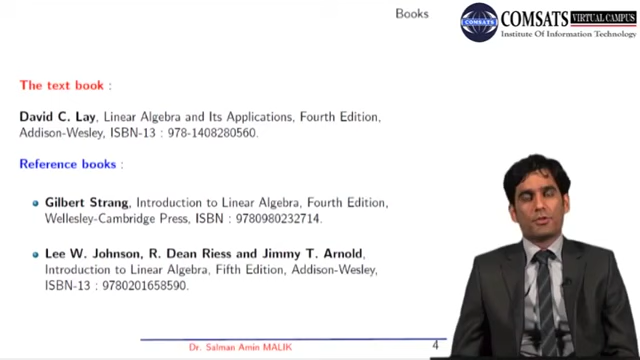 Books
COMSATS VIRTUAL CAMPUS
Institute Of Information Technology
The text book :
David C. Lay, Linear Algebra and Its Applications, Fourth Edition,
Addison-Wesley, ISBN-13 : 978-1408280560.
Reference books :
Gilbert Strang, Introduction to Linear Algebra, Fourth Edition,
Wellesley-Cambridge Press, ISBN : 9780980232714.
Lee W. Johnson, R. Dean Riess and Jimmy T. Arnold,
Introduction to Linear Algebra, Fifth Edition, Addison-Wesley,
ISBN-13 : 9780201658590.
Dr. Salman Amin MALIK
4